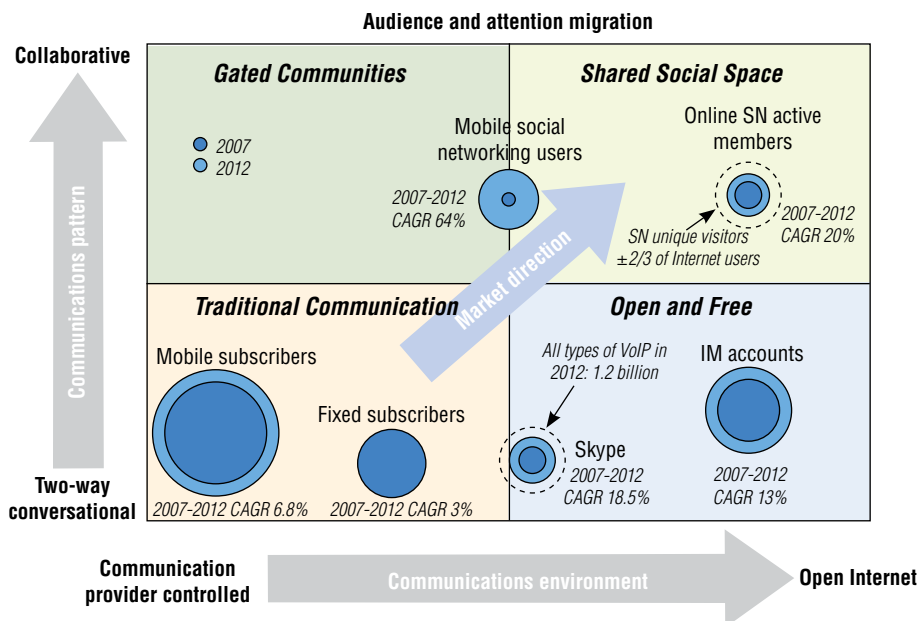 Audience and attention migration
Collaborative
Gated Communities
Shared Social Space
2007
2012
Mobile social
networking users
2007-2012
CAGR 64%
Online SN active
members
SN unique visitors
±2/3 of Internet users
2007-2012
CAGR 20%
Communications pattern
Market direction
Traditional Communication
Open and Free
Mobile subscribers
2007-2012 CAGR 6.8%
Fixed subscribers
2007-2012 CAGR 3%
All types of VoIP in
2012: 1.2 billion
Skype
2007-2012
CAGR 18.5%
IM accounts
2007-2012
CAGR 13%
Two-way
conversational
Communication
provider controlled
Communications environment
Open Internet